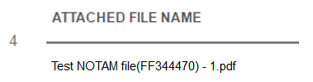 ATTACHED FILE NAME
4
Test NOTAM file(FF344470) - 1.pdf